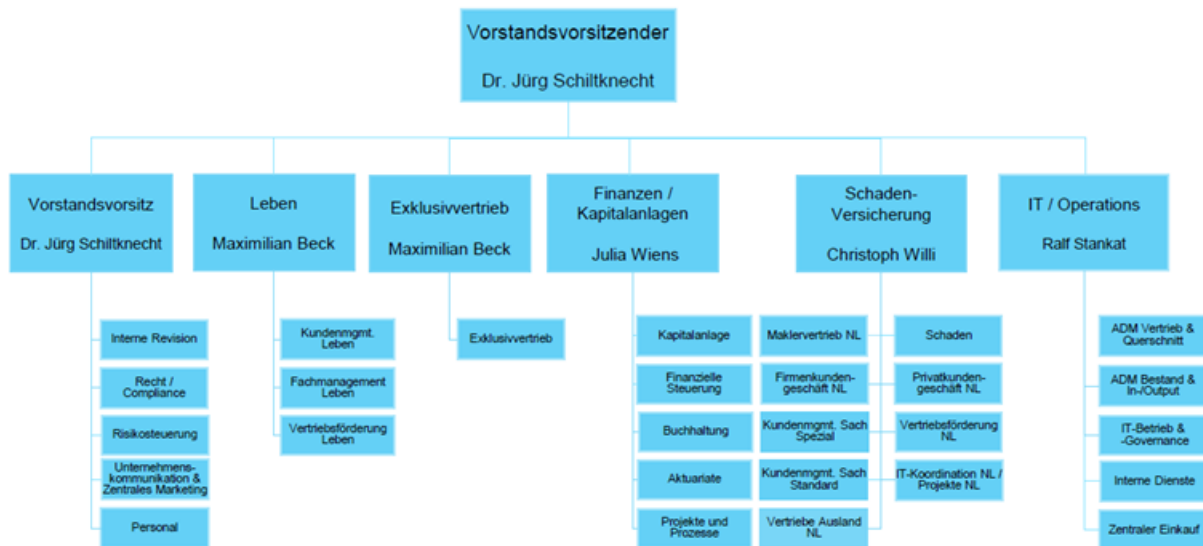 Vorstandsvorsitzender
Dr. Jürg Schiltknecht
Vorstandsvorsitz
Dr. Jürg Schiltknecht
Leben
Maximilian Beck
Exklusivvertrieb
Maximilian Beck
Finanzen /
Kapitalanlagen
Julia Wiens
Schaden-
Versicherung
Christoph Willi
IT / Operations
Ralf Stankat
Interne Revision
Recht /
Compliance
Risikosteuerung
Unternehmens-
kommunikation &
Zentrales Marketing
Personal
Kundenmgmt.
Leben
Fachmanagement
Leben
Vertriebsförderung
Leben
Exklusivvertrieb
Kapitalanlage
Finanzielle
Steuerung
Buchhaltung
Aktuariate
Projekte und
Prozesse
Maklervertrieb NL
Firmenkunden-
geschäft NL
Kundenmgmt. Sach
Spezial
Kundenmgmt. Sach
Standard
Vertriebe Ausland
NL
Schaden
Privatkunden-
geschäft NL
Vertriebsförderung
NL
IT-Koordination NL /
Projekte NL
ADM Vertrieb &
Querschnitt
ADM Bestand &
In-/Output
IT-Betrieb &
-Governance
Interne Dienste
Zentraler Einkauf